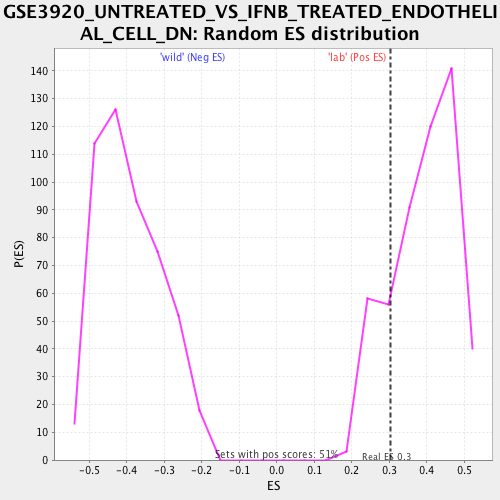 GSE3920_UNTREATED_VS_IFNB_TREATED_ENDOTHELI
AL_CELL_DN: Random ES distribution
'wild' (Neg ES) 'lab' (Pos ES)
140
130
120
110
100
90
80
70
60
50
40
30
20
10
0
P(ES)
Sets with pos scores: 51%
Real ES 0.3
-0.5 -0.4 -0.3 -0.2 -0.1 0.0 0.1 0.2 0.3 0.4 0.5
ES